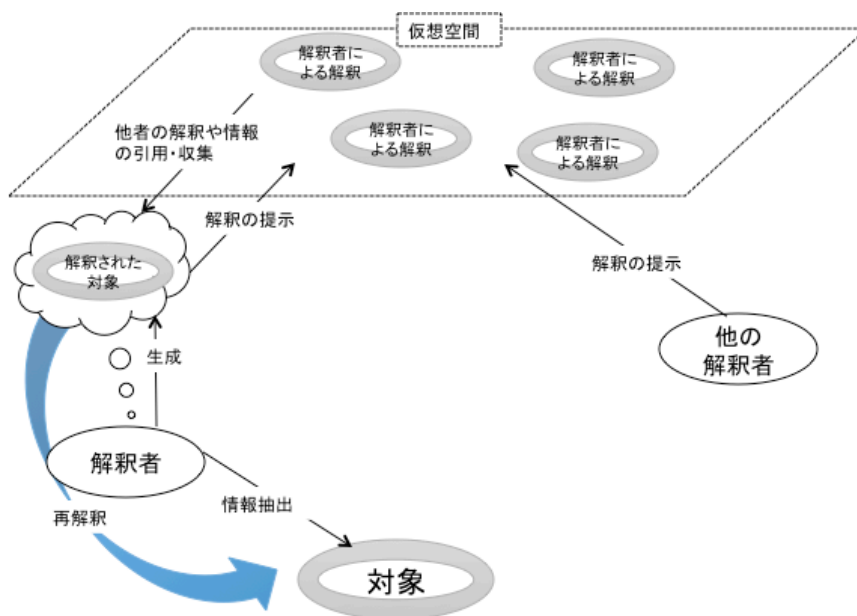 仮想空間
解釈者に
よる解釈
解釈者に
よる解釈
解釈者に
よる解釈
解釈者に
よる解釈
他者の解釈や情報
の引用・収集
解釈の提示
解釈の提示
解釈された
対象
他の
解釈者
生成
解釈者
情報抽出
再解釈
対象